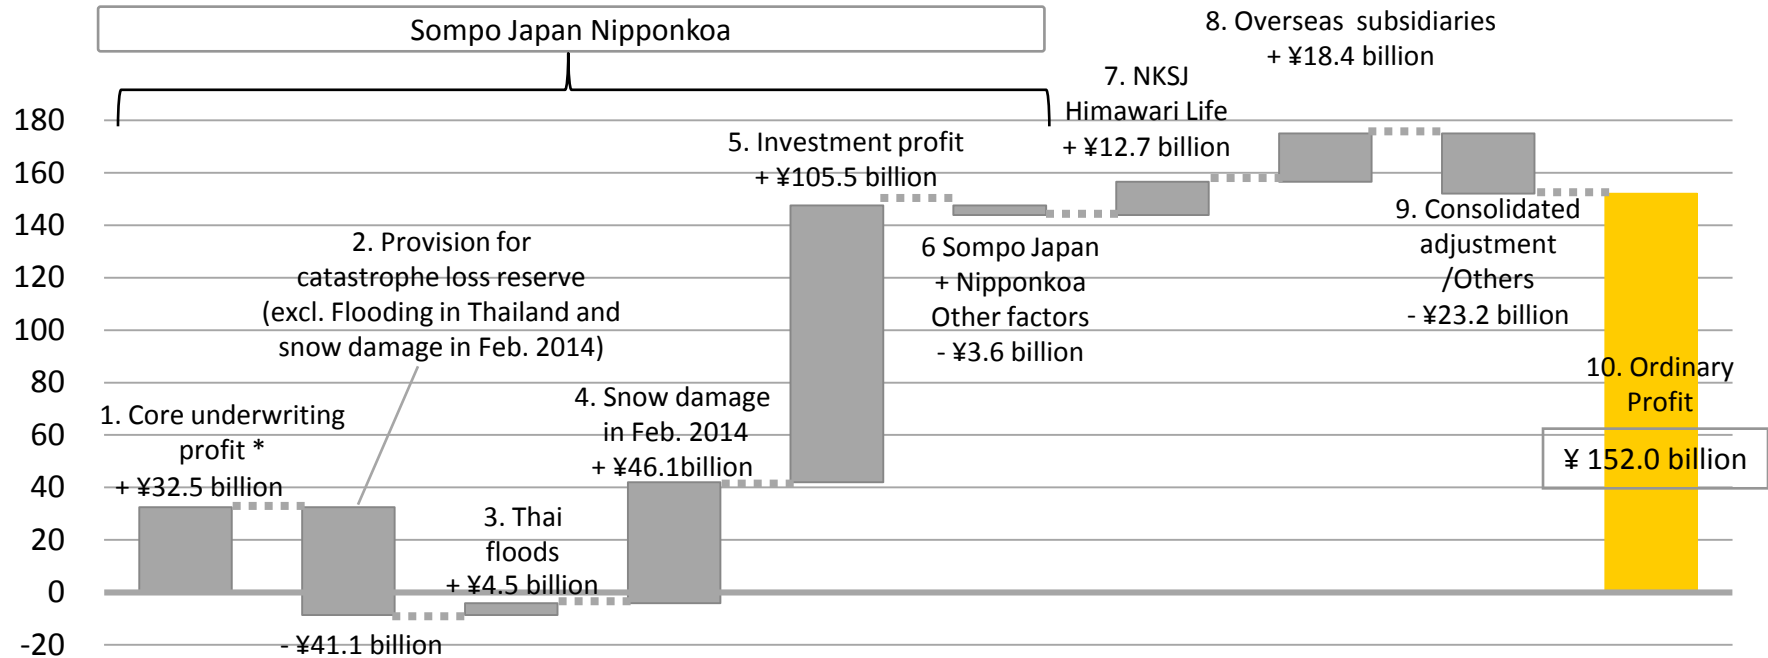 Sompo Japan Nipponkoa
8. Overseas  subsidiaries
+ ¥18.4 billion
7. NKSJ
Himawari Life
+ ¥12.7 billion
5. Investment profit
+ ¥105.5 billion
9. Consolidated
adjustment
/Others
- ¥23.2 billion
2. Provision for
catastrophe loss reserve
(excl. Flooding in Thailand and
snow damage in Feb. 2014)
6 Sompo Japan
+ Nipponkoa
Other factors
- ¥3.6 billion
10. Ordinary
Profit
¥ 152.0 billion
4. Snow damage
in Feb. 2014
+ ¥46.1billion
1. Core underwriting
profit *
+ ¥32.5 billion
3. Thai
floods
+ ¥4.5 billion
- ¥41.1 billion
180
160
140
120
100
80
60
40
20
0
-20